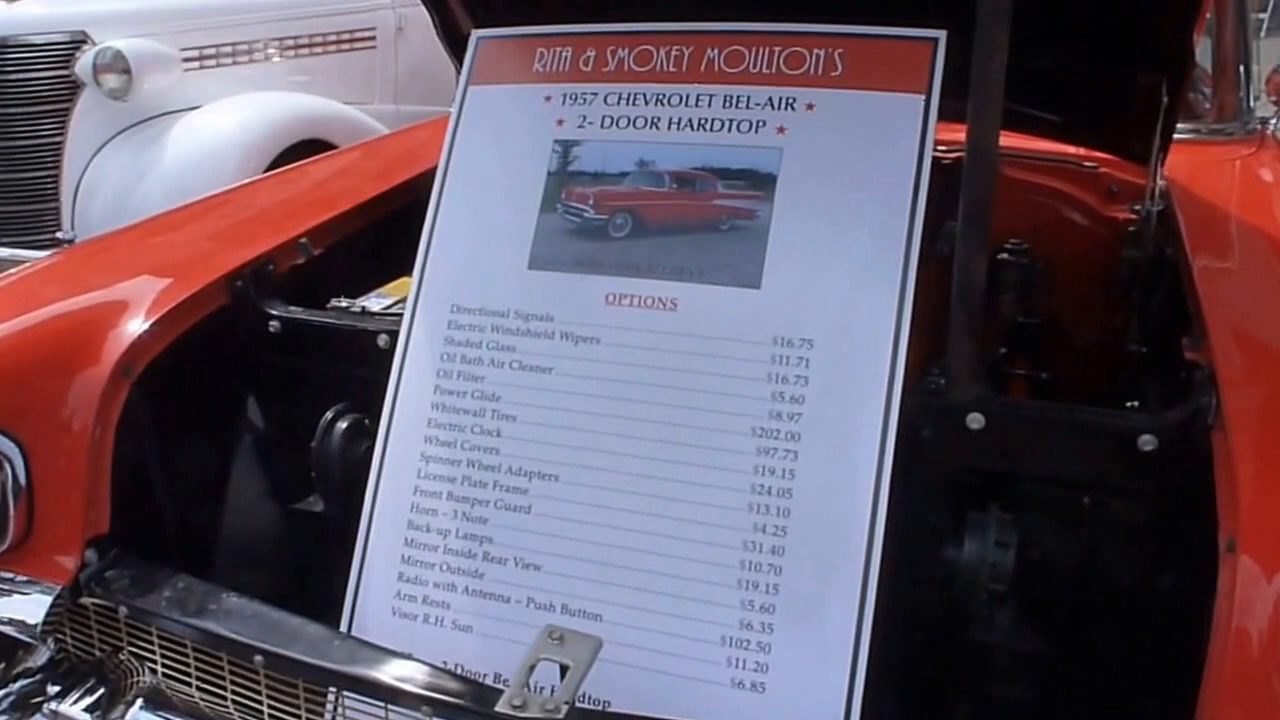 RITA & SMOKEY MOULTON'S
★ 1957 CHEVROLET BEL-AIR ★
★ 2- DOOR HARDTOP ★
OPTIONS
Directional Signals $16.75
Electric Windshield Wipers $11.71
Shaded Glass $16.73
Oil Bath Air Cleaner $5.60
Oil Filter $8.97
Power Glide $202.00
Whitewall Tires $97.73
Electric Clock $19.15
Wheel Covers $24.05
Spinner Wheel Adapters $13.10
License Plate Frame $4.25
Front Bumper Guard $31.40
Horn – 3 Note $10.70
Back-up Lamps $19.15
Mirror Inside Rear View $5.60
Mirror Outside $6.35
Radio with Antenna – Push Button $102.50
Arm Rests $11.20
Visor R.H. Sun $6.85
2-Door Air